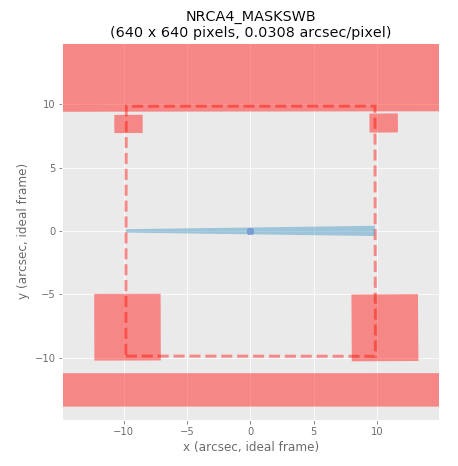 NRCA4_MASKSWB
(640 x 640 pixels, 0.0308 arcsec/pixel)
10
5
0
−5
−10
y (arcsec, ideal frame)
−10 −5 0 5 10
x (arcsec, ideal frame)